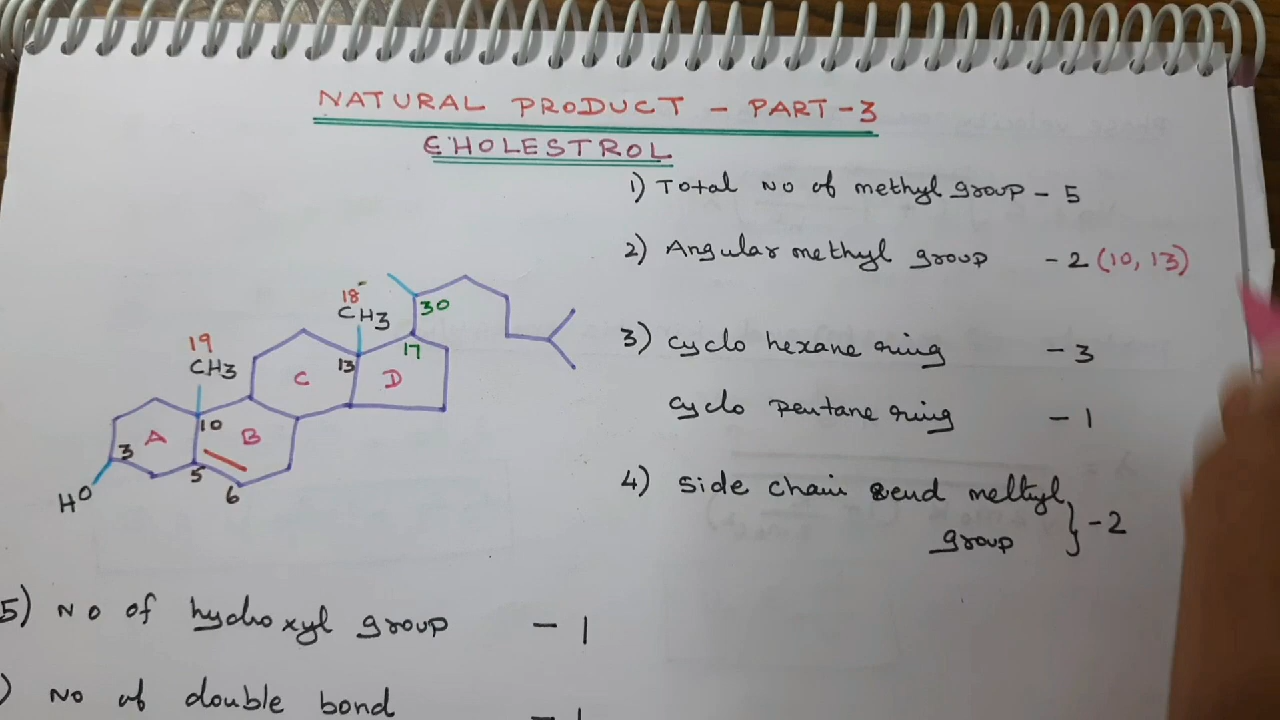 NATURAL PRODUCT - PART-3
CHOLESTROL
1) Total No of methyl group - 5
2) Angular methyl group - 2 (10, 13)
3) cyclo hexane ring - 3
cyclo pentane ring - 1
4) side chain end methyl
group } - 2
18
CH3
30
19
CH3
13
17
C
D
10
A
B
3
5
6
HO
5) No of hydroxyl group - 1
) No of double bond - 1